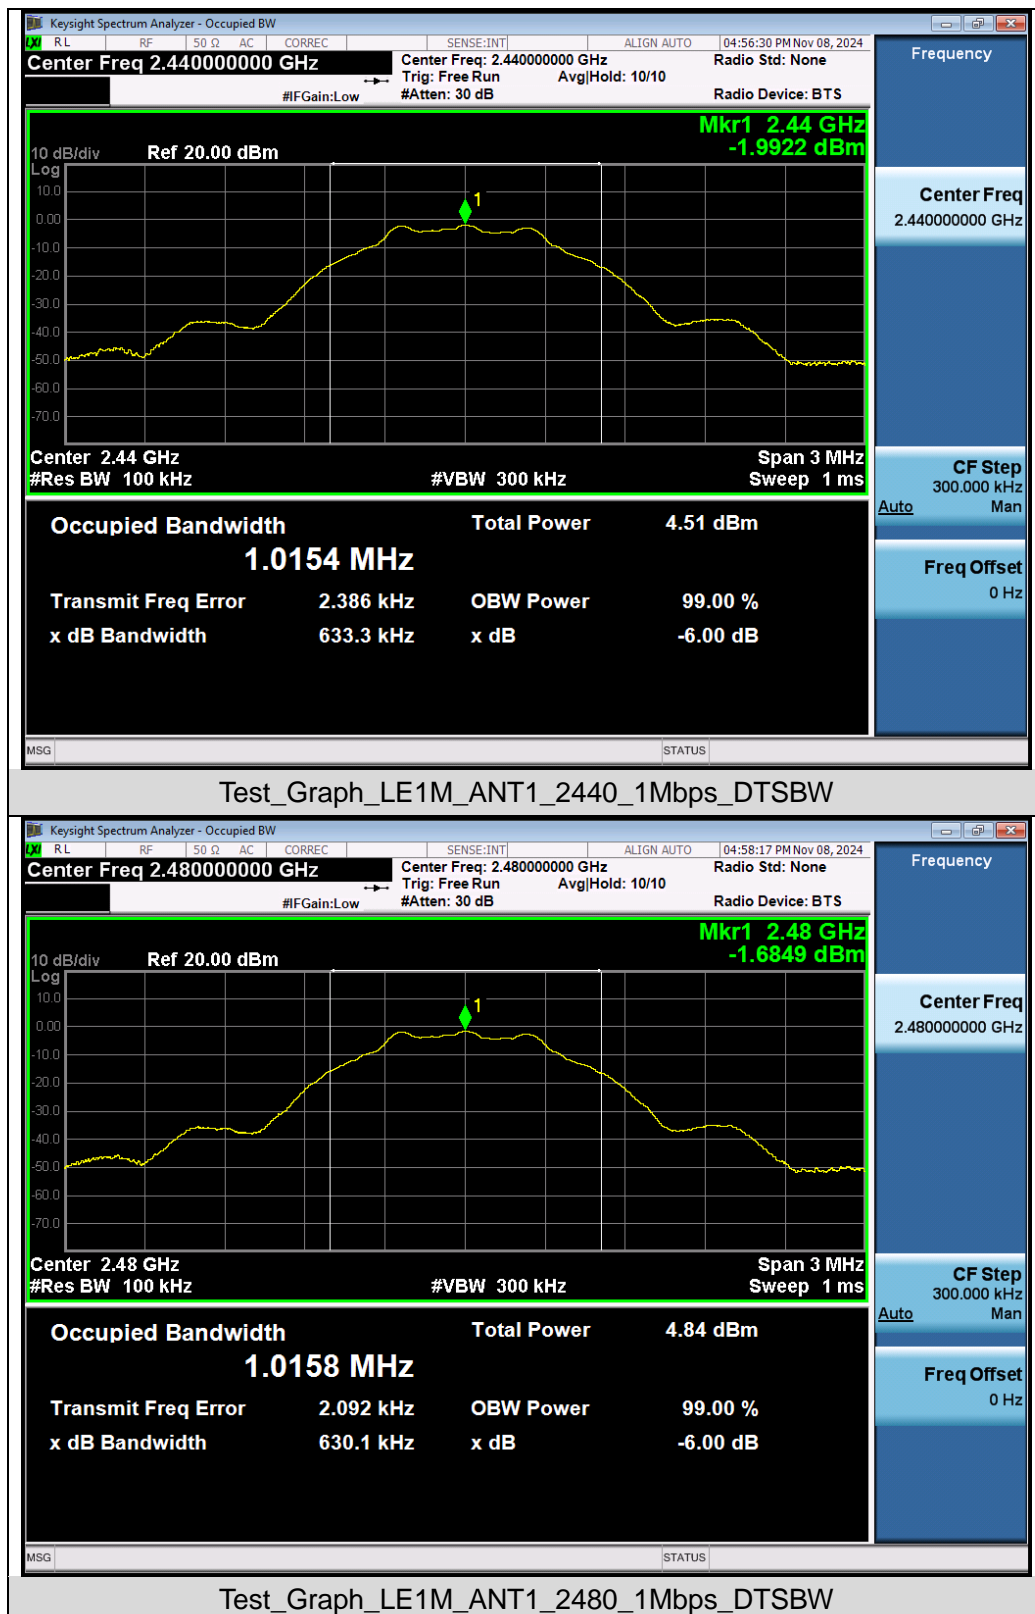 Keysight Spectrum Analyzer - Occupied BW
LXI RL RF 50 Ω AC CORREC SENSE:INT ALIGN AUTO 04:56:30 PM Nov 08, 2024
Center Freq 2.440000000 GHz
Center Freq: 2.440000000 GHz Radio Std: None
Trig: Free Run Avg|Hold: 10/10
#IFGain:Low #Atten: 30 dB Radio Device: BTS
Frequency
Mkr1 2.44 GHz
10 dB/div Ref 20.00 dBm -1.9922 dBm
Log
10.0
0.00
-10.0
-20.0
-30.0
-40.0
-50.0
-60.0
-70.0
1
Center Freq
2.440000000 GHz
Center 2.44 GHz Span 3 MHz
#Res BW 100 kHz #VBW 300 kHz Sweep 1 ms
CF Step
300.000 kHz
Auto Man
Occupied Bandwidth Total Power 4.51 dBm
1.0154 MHz
Freq Offset
0 Hz
Transmit Freq Error 2.386 kHz OBW Power 99.00 %
x dB Bandwidth 633.3 kHz x dB -6.00 dB
MSG STATUS
Test_Graph_LE1M_ANT1_2440_1Mbps_DTSBW
Keysight Spectrum Analyzer - Occupied BW
LXI RL RF 50 Ω AC CORREC SENSE:INT ALIGN AUTO 04:58:17 PM Nov 08, 2024
Center Freq 2.480000000 GHz
Center Freq: 2.480000000 GHz Radio Std: None
Trig: Free Run Avg|Hold: 10/10
#IFGain:Low #Atten: 30 dB Radio Device: BTS
Frequency
Mkr1 2.48 GHz
10 dB/div Ref 20.00 dBm -1.6849 dBm
Log
10.0
0.00
-10.0
-20.0
-30.0
-40.0
-50.0
-60.0
-70.0
1
Center Freq
2.480000000 GHz
Center 2.48 GHz Span 3 MHz
#Res BW 100 kHz #VBW 300 kHz Sweep 1 ms
CF Step
300.000 kHz
Auto Man
Occupied Bandwidth Total Power 4.84 dBm
1.0158 MHz
Freq Offset
0 Hz
Transmit Freq Error 2.092 kHz OBW Power 99.00 %
x dB Bandwidth 630.1 kHz x dB -6.00 dB
MSG STATUS
Test_Graph_LE1M_ANT1_2480_1Mbps_DTSBW